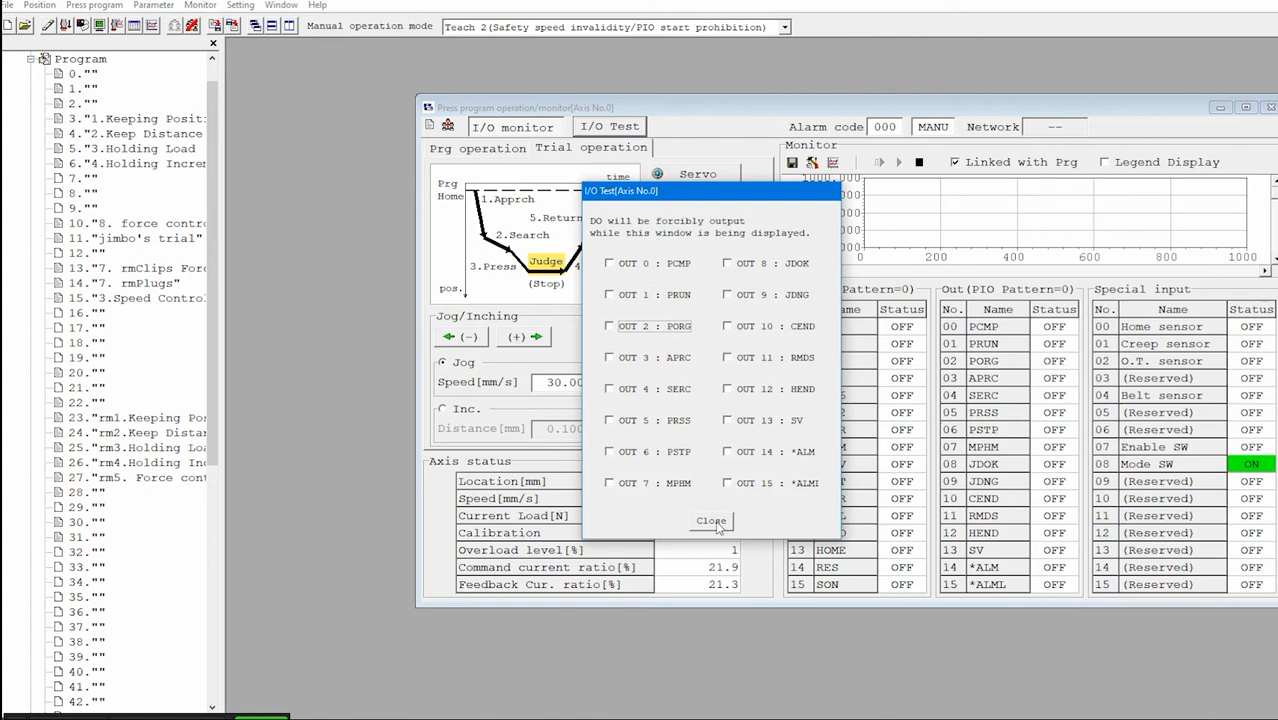 File Position Press program Parameter Monitor Setting Window Help
Manual operation mode Teach 2(Safety speed invalidity/PIO start prohibition)
Program
0.""
1.""
2.""
3."1.Keeping Positi
4."2.Keep Distance
5."3.Holding Load
6."4.Holding Increm
7.""
8.""
9.""
10."8. force contro
11."jimbo's trial"
12.""
13."7. rmClips Force
14."7. rmPlugs"
15."3.Speed Control
16.""
17.""
18.""
19.""
20.""
21.""
22.""
23."rm1.Keeping Pos
24."rm2.Keep Distan
25."rm3.Holding Loa
26."rm4.Holding Inc
27."rm5. Force cont
28.""
29.""
30.""
31.""
32.""
33.""
34.""
35.""
36.""
37.""
38.""
39.""
40.""
41.""
42.""
Press program operation/monitor[Axis No.0]
I/O monitor I/O Test Alarm code 000 MANU Network --
Prg operation Trial operation
Prg
Home
time
1.Apprch
5.Return
2.Search
3.Press
Judge
4
(Stop)
pos.
Servo
Jog/Inching
(-) (+)
Jog
Speed[mm/s] 30.00
Inc.
Distance[mm] 0.100
Axis status
Location[mm]
Speed[mm/s]
Current Load[N]
Calibration
Overload level[%] 1
Command current ratio[%] 21.9
Feedback Cur. ratio[%] 21.3
I/O Test[Axis No.0]
DO will be forcibly output
while this window is being displayed.
OUT 0 : PCMP OUT 8 : JDOK
OUT 1 : PRUN OUT 9 : JDNG
OUT 2 : PORG OUT 10 : CEND
OUT 3 : APRC OUT 11 : RMDS
OUT 4 : SERC OUT 12 : HEND
OUT 5 : PRSS OUT 13 : SV
OUT 6 : PSTP OUT 14 : *ALM
OUT 7 : MPHM OUT 15 : *ALMI
Close
Monitor
Linked with Prg Legend Display
1000.000
200 400 600 800 1000
Pattern=0)
ame Status
OFF
OFF
OFF
OFF
OFF
OFF
OFF
OFF
OFF
OFF
OFF
OFF
OFF
13 HOME OFF
14 RES OFF
15 SON OFF
Out(PIO Pattern=0)
No. Name Status
00 PCMP OFF
01 PRUN OFF
02 PORG OFF
03 APRC OFF
04 SERC OFF
05 PRSS OFF
06 PSTP OFF
07 MPHM OFF
08 JDOK OFF
09 JDNG OFF
10 CEND OFF
11 RMDS OFF
12 HEND OFF
13 SV OFF
14 *ALM OFF
15 *ALML OFF
Special input
No. Name Status
00 Home sensor OFF
01 Creep sensor OFF
02 O.T. sensor OFF
03 (Reserved) OFF
04 Belt sensor OFF
05 (Reserved) OFF
06 (Reserved) OFF
07 Enable SW OFF
08 Mode SW ON
09 (Reserved) OFF
10 (Reserved) OFF
11 (Reserved) OFF
12 (Reserved) OFF
13 (Reserved) OFF
14 (Reserved) OFF
15 (Reserved) OFF